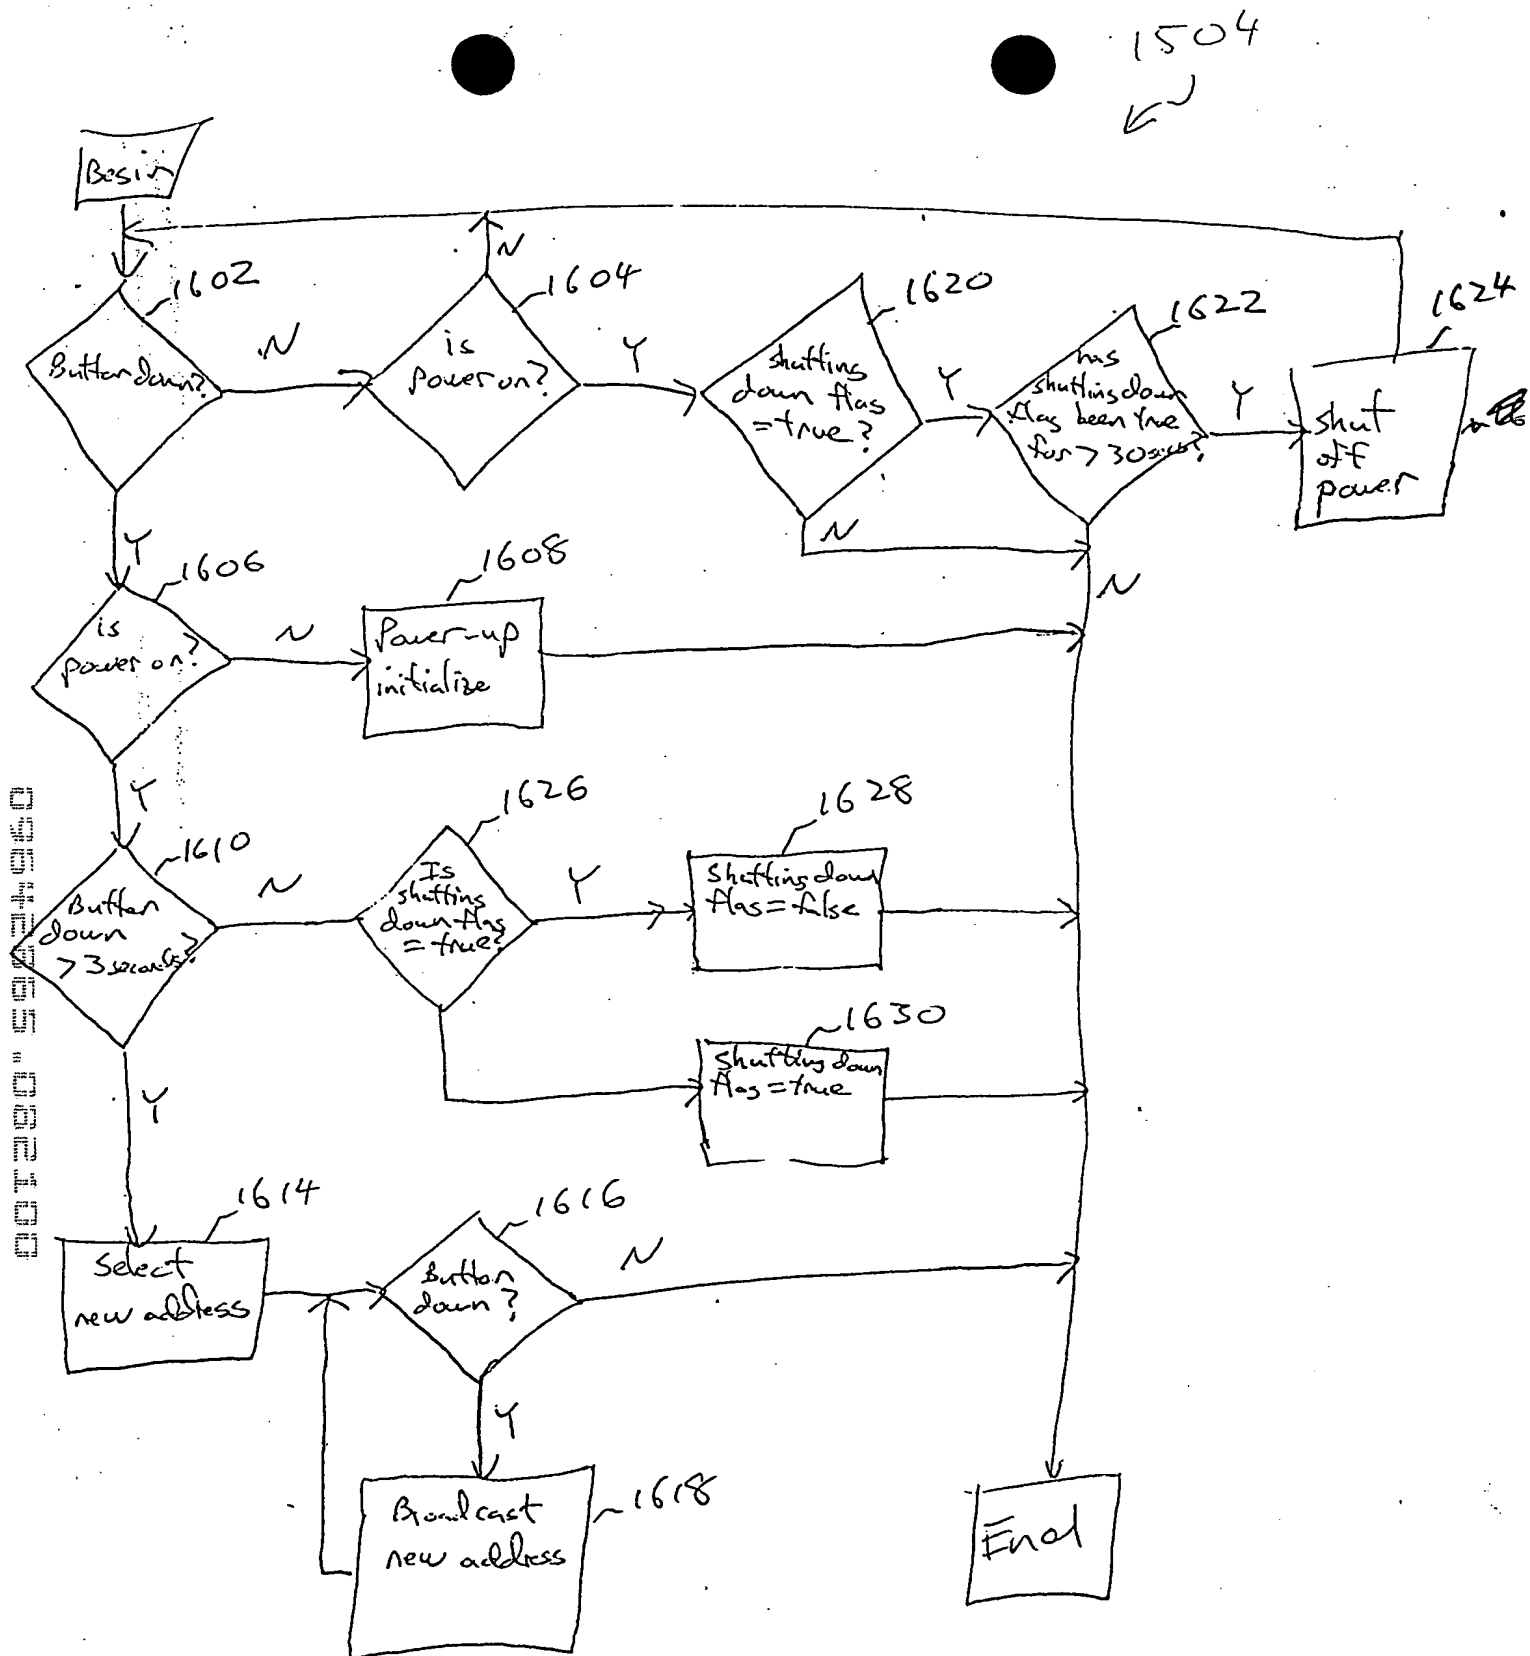 1504
Begin
1602
Button down?
N
1604
is
power on?
N
Y
1620
shutting
down flag
= true?
Y
N
1622
has
shutting down
flag been true
for > 30 secs?
Y
N
1624
shut
off
power
Y
1606
is
power on?
N
1608
Power-up
initialize
Y
1610
Button
down
> 3 seconds?
N
1626
Is
shutting
down flag
= true?
Y
1628
Shutting down
flag = false
1630
Shutting down
flag = true
Y
1614
Select
new address
1616
Button
down?
N
Y
1618
Broadcast
new address
End
09642965.082100